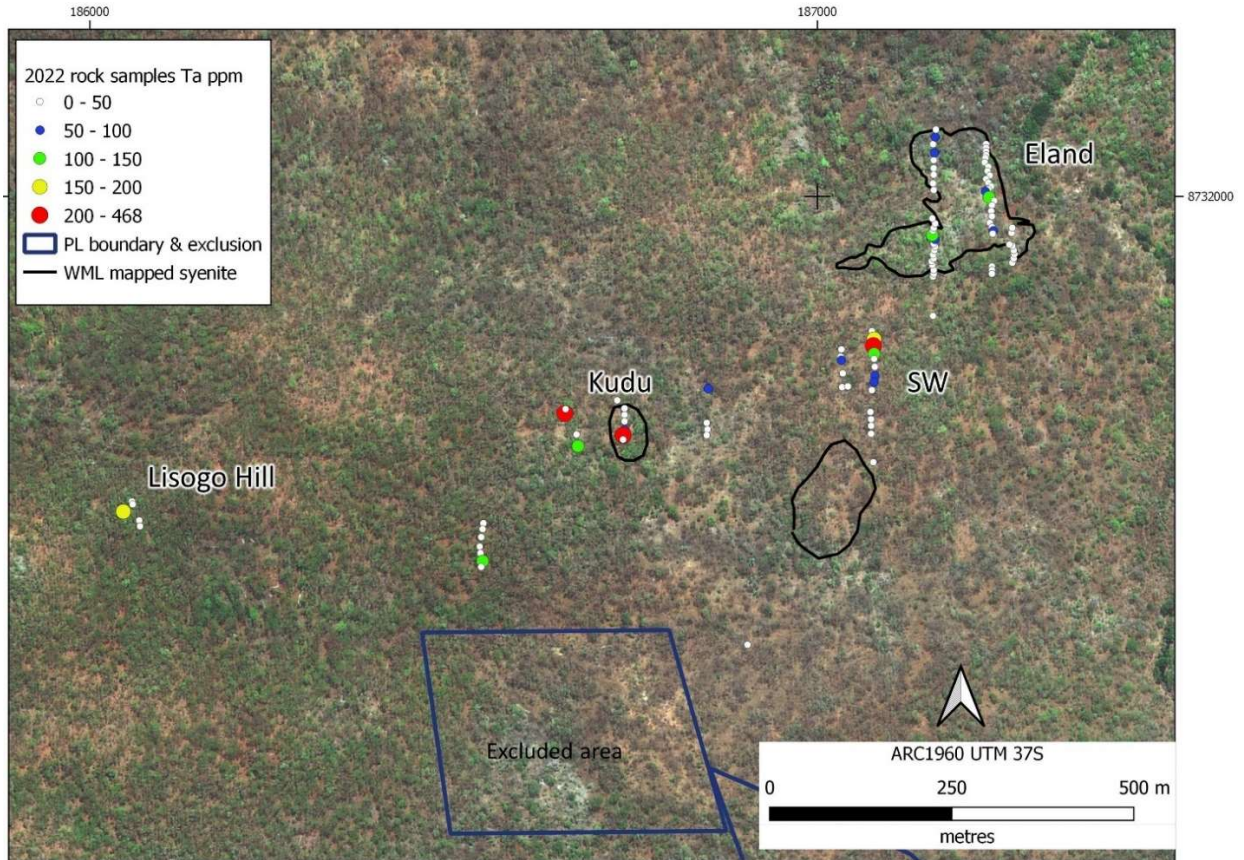 186000
187000
2022 rock samples Ta ppm
0 - 50
50 - 100
100 - 150
150 - 200
200 - 468
PL boundary & exclusion
WML mapped syenite
Eland
8732000
Kudu
SW
Lisogo Hill
Excluded area
ARC1960 UTM 37S
0 250 500 m
metres